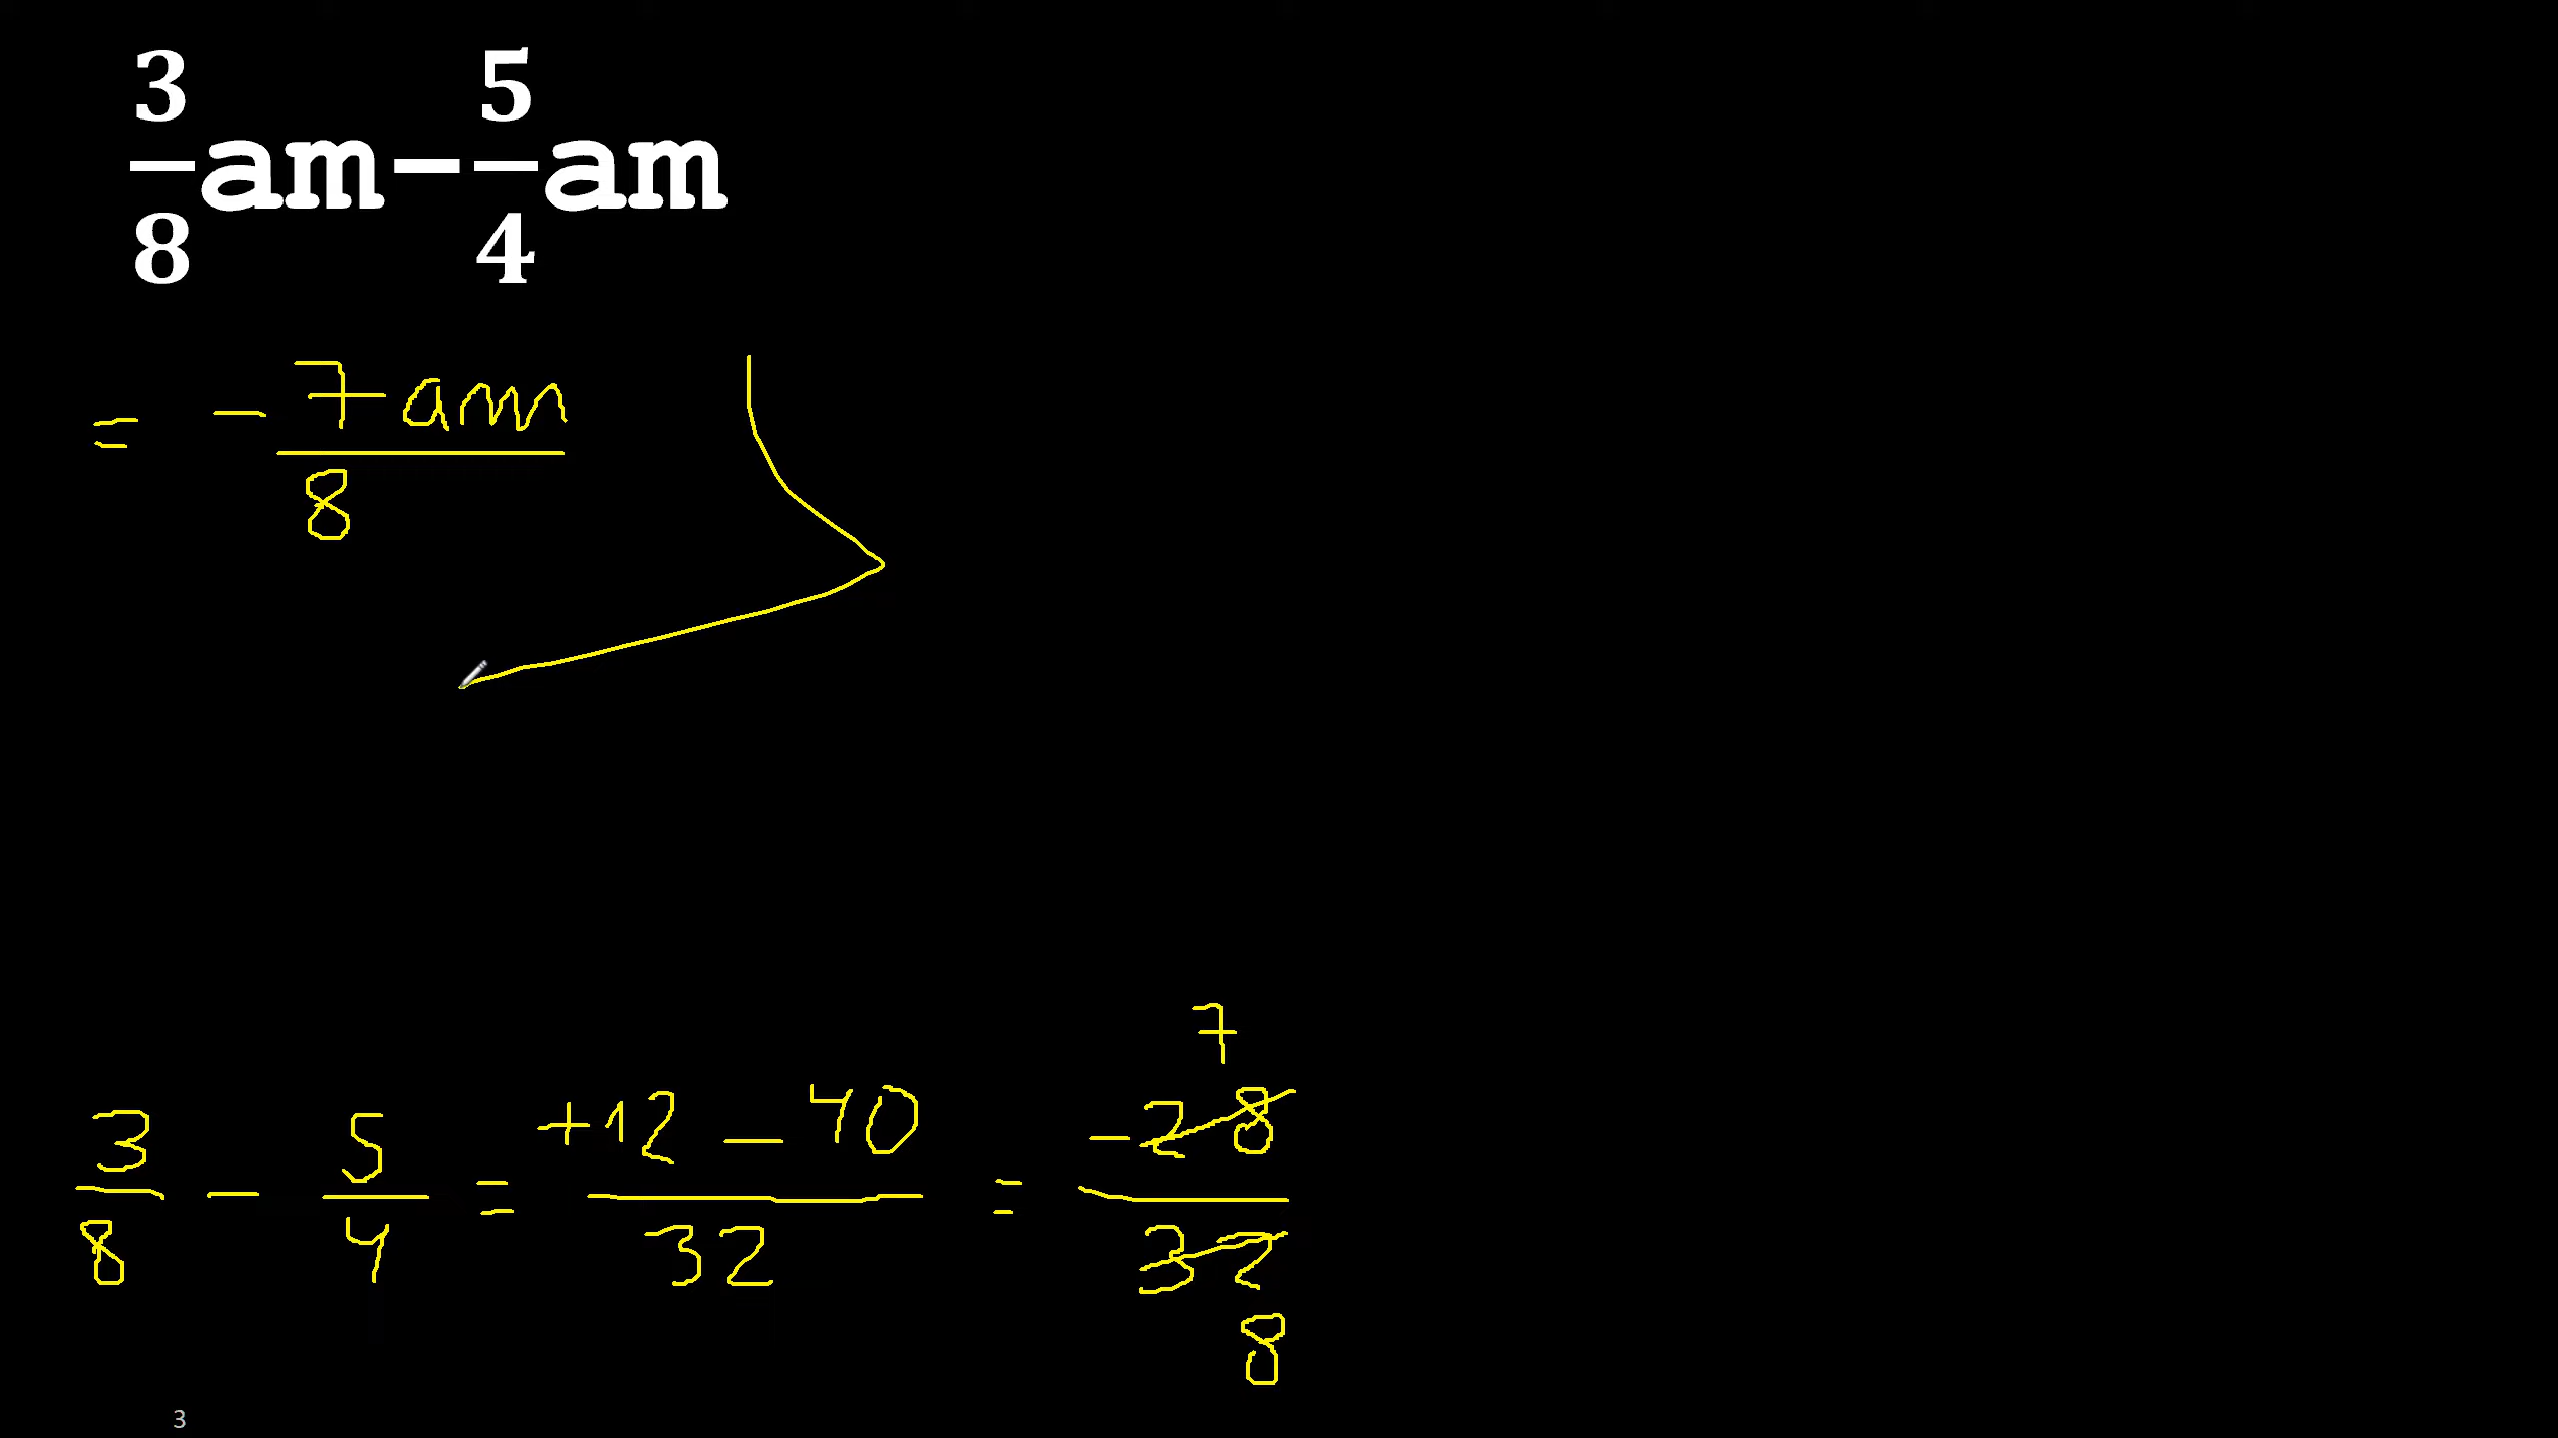 3/8 am - 5/4 am
= - 7am/8
3/8 - 5/4 = +12 - 40/32 = -28/32
7
8
3